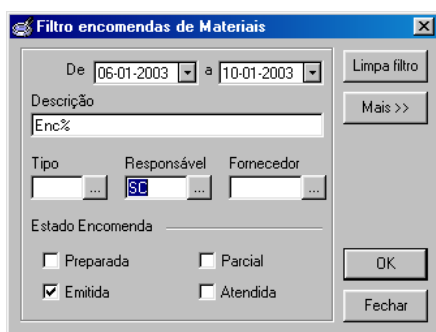 Filtro encomendas de Materiais
De 06-01-2003 a 10-01-2003
Limpa filtro
Descrição
Mais >>
Enc%
Tipo Responsável Fornecedor
... SC ... ...
Estado Encomenda
Preparada Parcial
OK
Emitida Atendida
Fechar